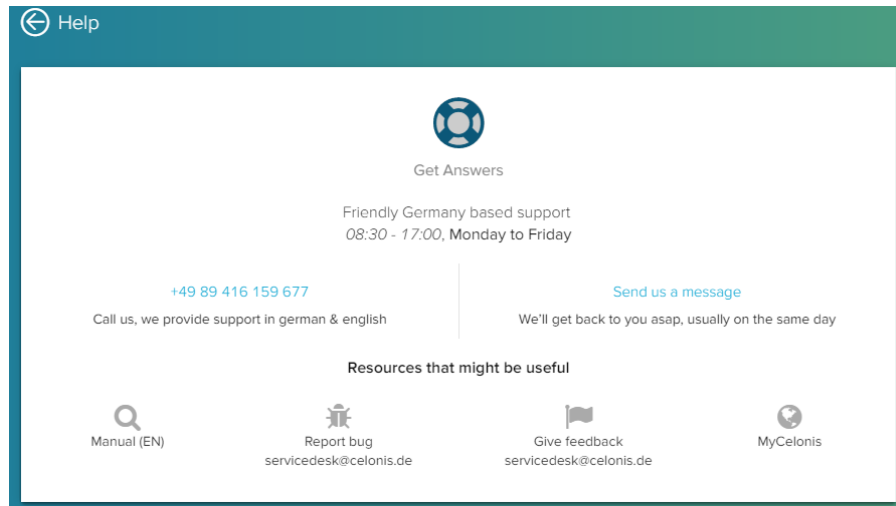 Help
Get Answers
Friendly Germany based support
08:30 - 17:00, Monday to Friday
+49 89 416 159 677
Call us, we provide support in german & english
Send us a message
We'll get back to you asap, usually on the same day
Resources that might be useful
Manual (EN)
Report bug
servicedesk@celonis.de
Give feedback
servicedesk@celonis.de
MyCelonis